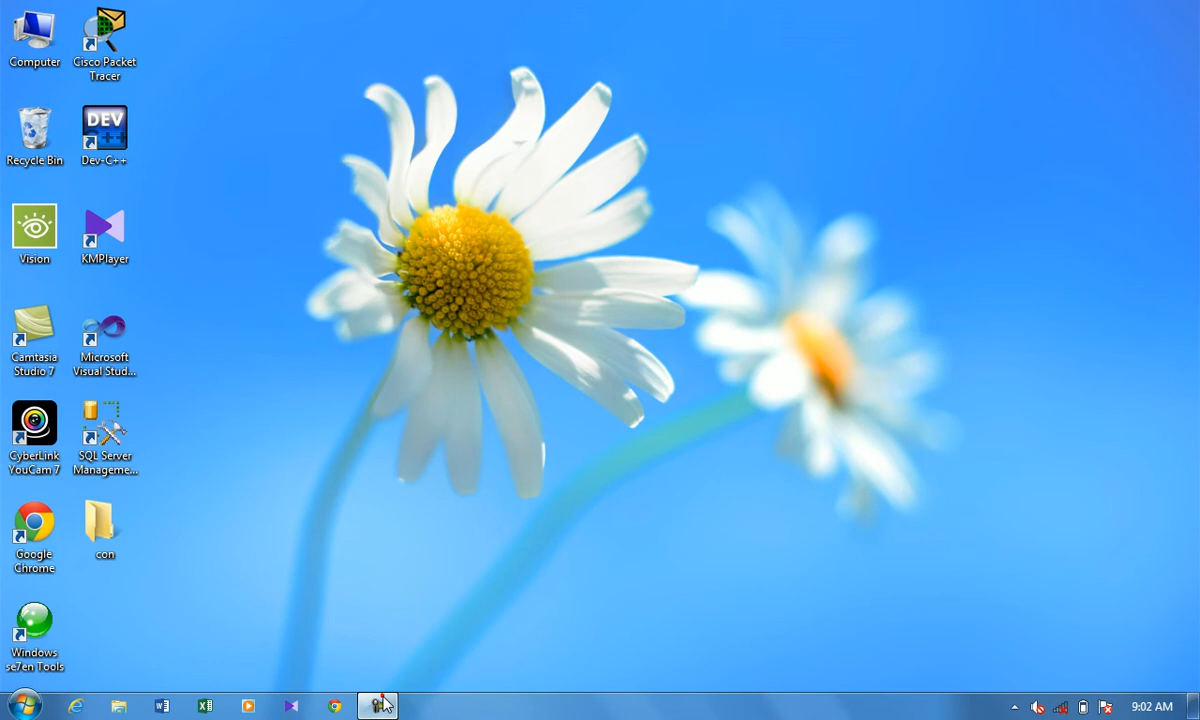 Computer
Cisco Packet
Tracer
Recycle Bin
DEV
C++
Dev-C++
Vision
KMPlayer
Camtasia
Studio 7
Microsoft
Visual Stud...
CyberLink
YouCam 7
SQL Server
Manageme...
Google
Chrome
con
Windows
se7en Tools
9:02 AM